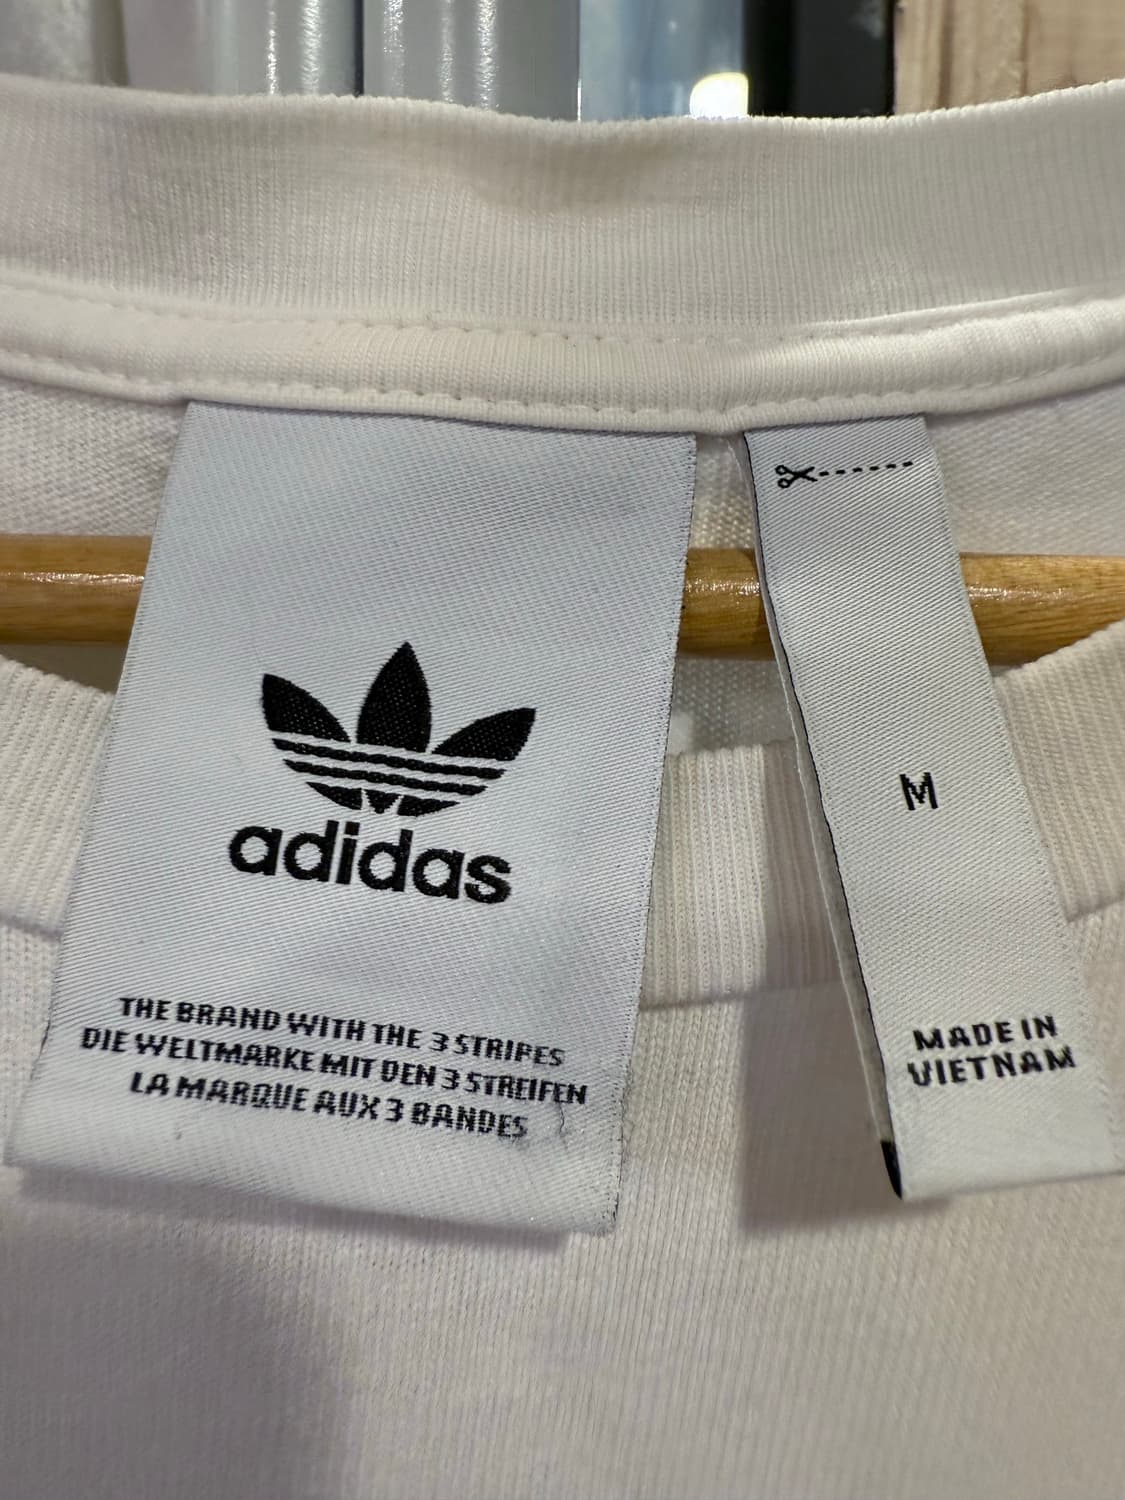 adidas
THE BRAND WITH THE 3 STRIPES
DIE WELTMARKE MIT DEN 3 STREIFEN
LA MARQUE AUX 3 BANDES
M
MADE IN
VIETNAM